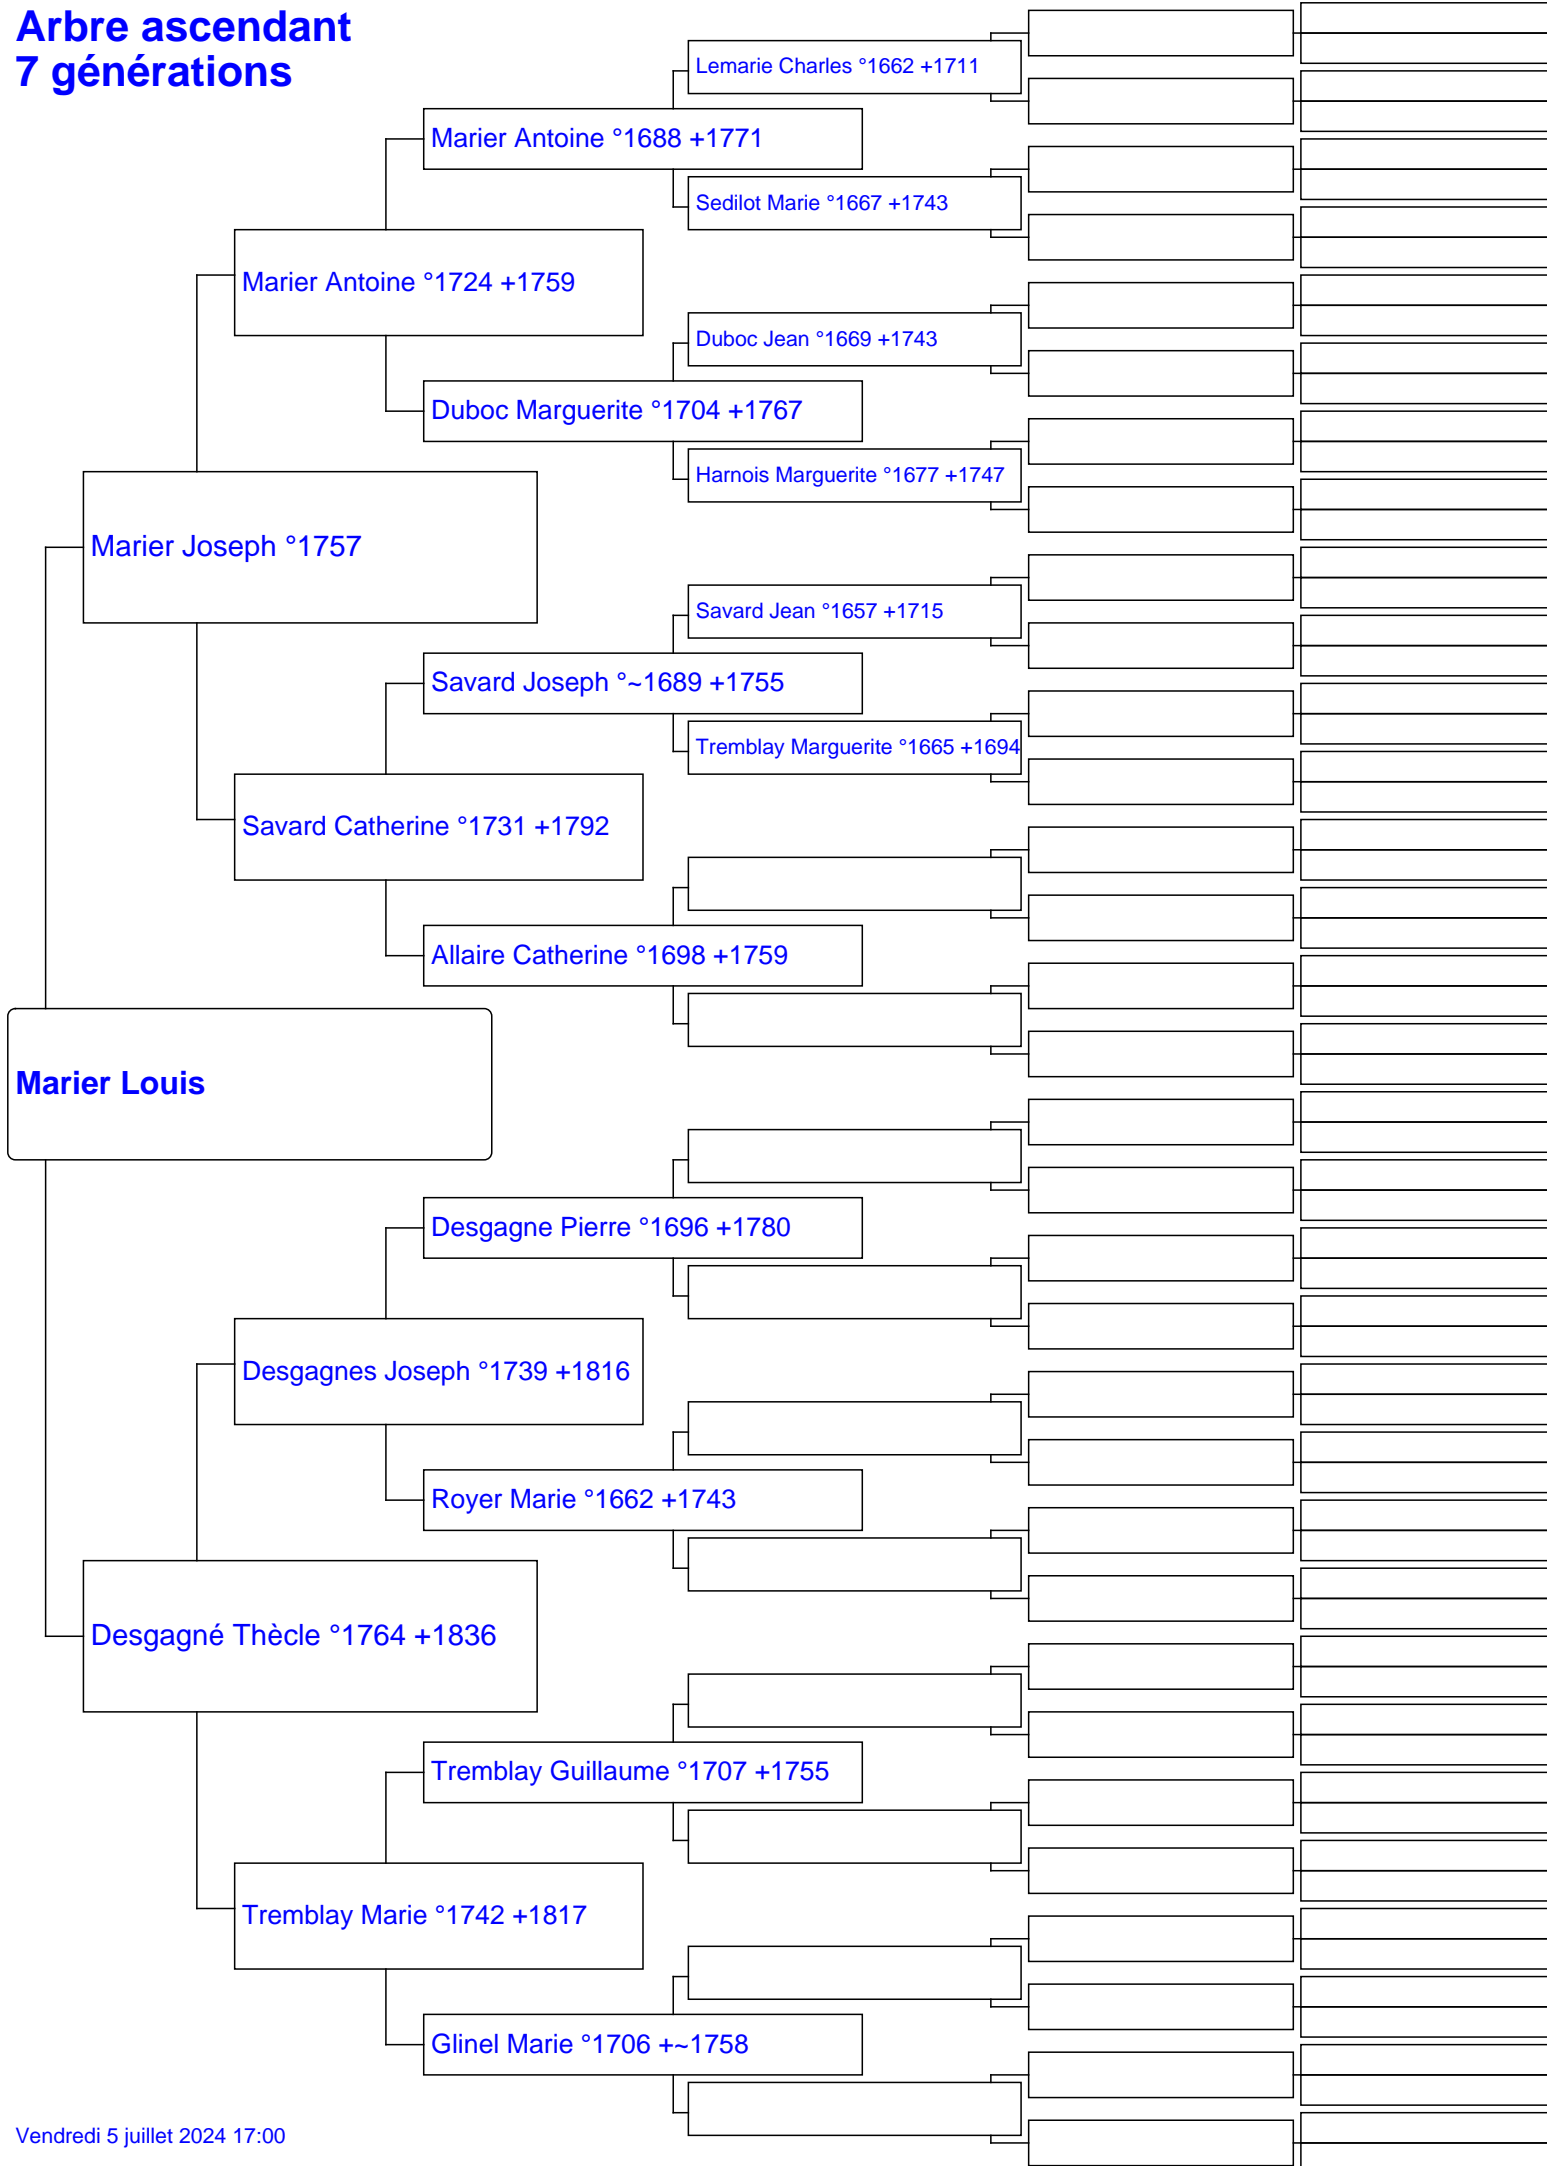 Arbre ascendant
7 générations
Lemarie Charles °1662 +1711
Marier Antoine °1688 +1771
Sedilot Marie °1667 +1743
Marier Antoine °1724 +1759
Duboc Jean °1669 +1743
Duboc Marguerite °1704 +1767
Harnois Marguerite °1677 +1747
Marier Joseph °1757
Savard Jean °1657 +1715
Savard Joseph °~1689 +1755
Tremblay Marguerite °1665 +1694
Savard Catherine °1731 +1792
Allaire Catherine °1698 +1759
Marier Louis
Desgagne Pierre °1696 +1780
Desgagnes Joseph °1739 +1816
Royer Marie °1662 +1743
Desgagné Thècle °1764 +1836
Tremblay Guillaume °1707 +1755
Tremblay Marie °1742 +1817
Glinel Marie °1706 +~1758
Vendredi 5 juillet 2024 17:00